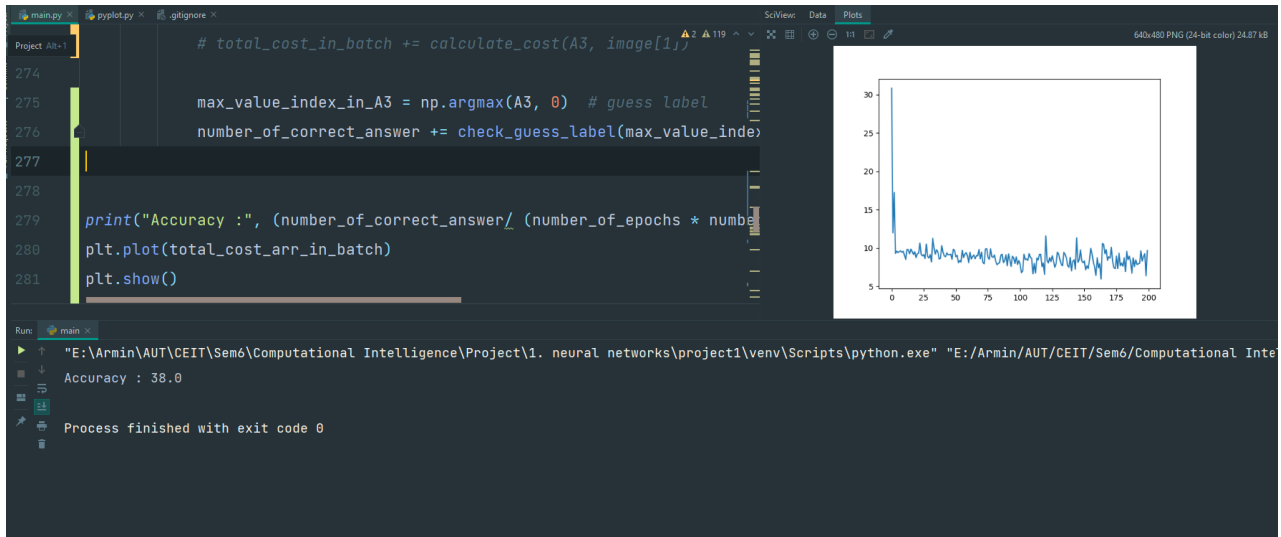 main.py × pyplot.py × .gitignore ×
SciView: Data Plots
Project Alt+1
# total_cost_in_batch += calculate_cost(A3, image[1])
2 119
1:1 640x480 PNG (24-bit color) 24.87 kB
274
275 max_value_index_in_A3 = np.argmax(A3, 0) # guess label
276 number_of_correct_answer += check_guess_label(max_value_index
277
278
279 print("Accuracy :", (number_of_correct_answer/ (number_of_epochs * numbe
280 plt.plot(total_cost_arr_in_batch)
281 plt.show()
30
25
20
15
10
5
0 25 50 75 100 125 150 175 200
Run: main ×
"E:\Armin\AUT\CEIT\Sem6\Computational Intelligence\Project\1. neural networks\project1\venv\Scripts\python.exe" "E:/Armin/AUT/CEIT/Sem6/Computational Inte
Accuracy : 38.0
Process finished with exit code 0